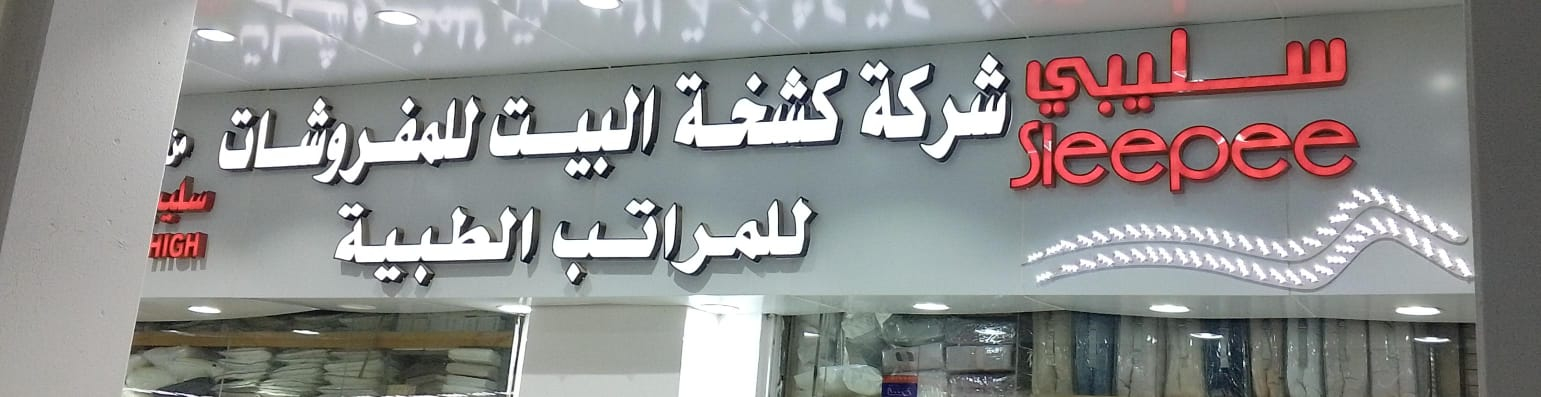 سليبي
Sleepee
شركة كشخة البيت للمفروشات
للمراتب الطبية
HIGH